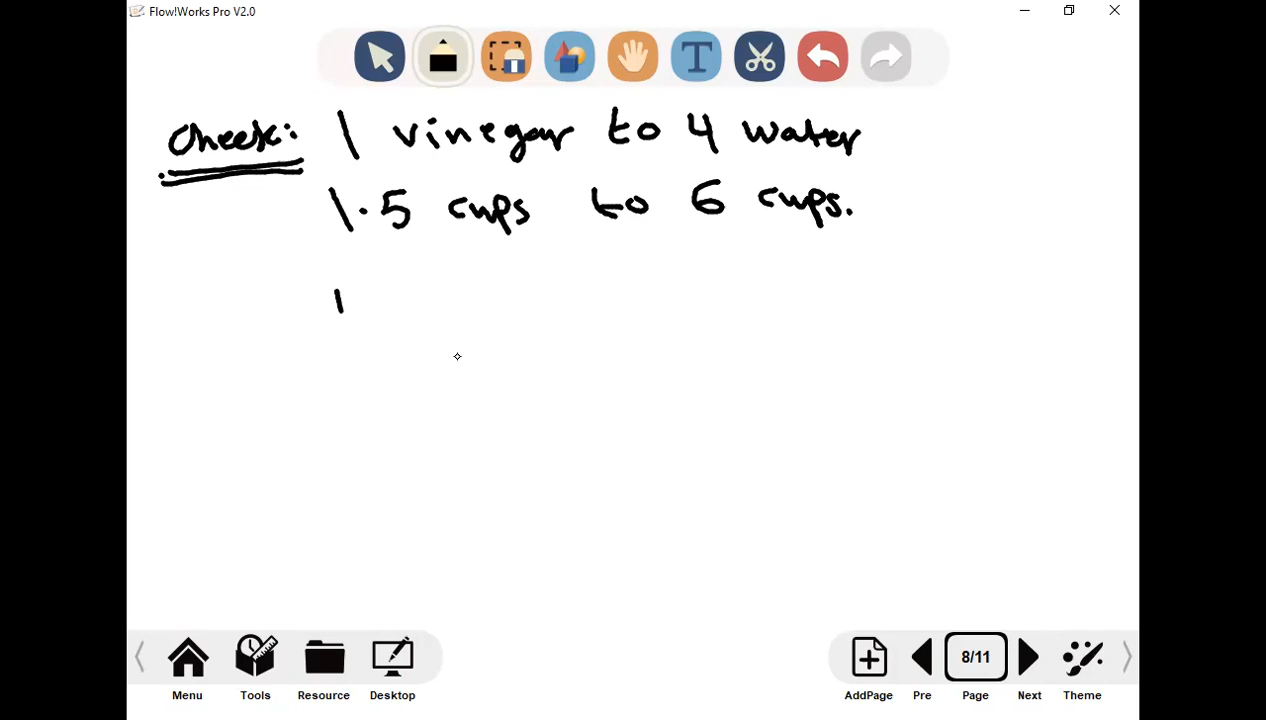 Flow!Works Pro V2.0
Check: 1 vinegar to 4 water
1.5 cups to 6 cups.
1
8/11
Menu Tools Resource Desktop AddPage Pre Page Next Theme